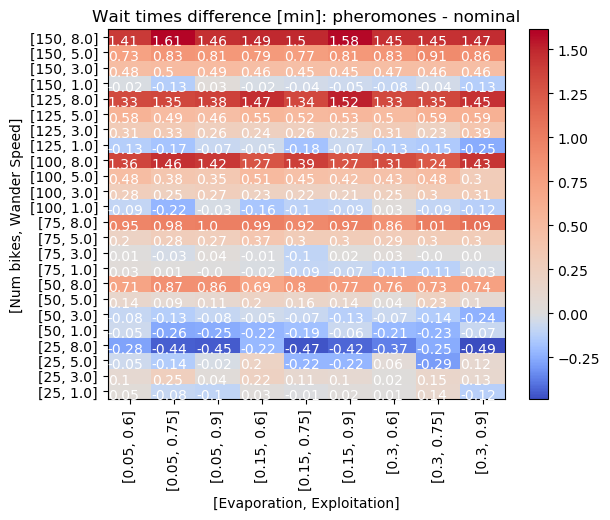 Wait times difference [min]: pheromones - nominal
[150, 8.0] 1.41 1.61 1.46 1.49 1.5 1.58 1.45 1.45 1.47
[150, 5.0] 0.73 0.83 0.81 0.79 0.77 0.81 0.83 0.91 0.86
[150, 3.0] 0.48 0.5 0.49 0.46 0.45 0.45 0.47 0.46 0.46
[150, 1.0] -0.02 -0.13 0.03 -0.02 -0.04 -0.05 -0.08 -0.04 -0.13
[125, 8.0] 1.33 1.35 1.38 1.47 1.34 1.52 1.33 1.35 1.45
[125, 5.0] 0.58 0.49 0.46 0.55 0.52 0.53 0.5 0.59 0.59
[125, 3.0] 0.31 0.33 0.26 0.24 0.26 0.25 0.31 0.23 0.39
[125, 1.0] -0.13 -0.17 -0.07 -0.05 -0.18 -0.07 -0.13 -0.15 -0.25
[100, 8.0] 1.36 1.46 1.42 1.27 1.39 1.27 1.31 1.24 1.43
[100, 5.0] 0.48 0.38 0.35 0.51 0.45 0.42 0.43 0.48 0.3
[100, 3.0] 0.28 0.25 0.27 0.23 0.22 0.21 0.25 0.3 0.31
[100, 1.0] -0.09 -0.22 0.03 -0.16 -0.1 -0.09 0.03 -0.09 -0.12
[75, 8.0] 0.95 0.98 1.0 0.99 0.92 0.97 0.86 1.01 1.09
[75, 5.0] 0.2 0.28 0.27 0.37 0.3 0.3 0.29 0.3 0.3
[75, 3.0] 0.01 -0.03 0.04 -0.01 -0.1 0.02 0.03 -0.0 0.0
[75, 1.0] 0.03 0.01 -0.0 -0.02 -0.09 -0.07 -0.11 -0.11 -0.03
[50, 8.0] 0.71 0.87 0.86 0.69 0.8 0.77 0.76 0.73 0.74
[50, 5.0] 0.14 0.09 0.11 0.2 0.16 0.14 0.04 0.23 0.1
[50, 3.0] -0.08 -0.13 -0.08 -0.05 -0.07 -0.13 -0.07 -0.14 -0.24
[50, 1.0] -0.05 -0.26 -0.25 -0.22 -0.19 -0.06 -0.21 -0.23 -0.07
[25, 8.0] -0.28 -0.44 -0.45 -0.22 -0.47 -0.42 -0.37 -0.25 -0.49
[25, 5.0] -0.05 -0.14 -0.02 0.2 -0.22 -0.22 0.06 -0.29 0.12
[25, 3.0] 0.1 0.25 0.04 0.22 0.11 0.1 0.02 0.15 0.13
[25, 1.0] 0.05 -0.08 -0.1 0.03 -0.01 0.02 0.14 -0.12
[Num bikes, Wander Speed]
[0.05, 0.6] [0.05, 0.75] [0.05, 0.9] [0.15, 0.6] [0.15, 0.75] [0.15, 0.9] [0.3, 0.6] [0.3, 0.75] [0.3, 0.9]
[Evaporation, Exploitation]
1.50
1.25
1.00
0.75
0.50
0.25
0.00
−0.25